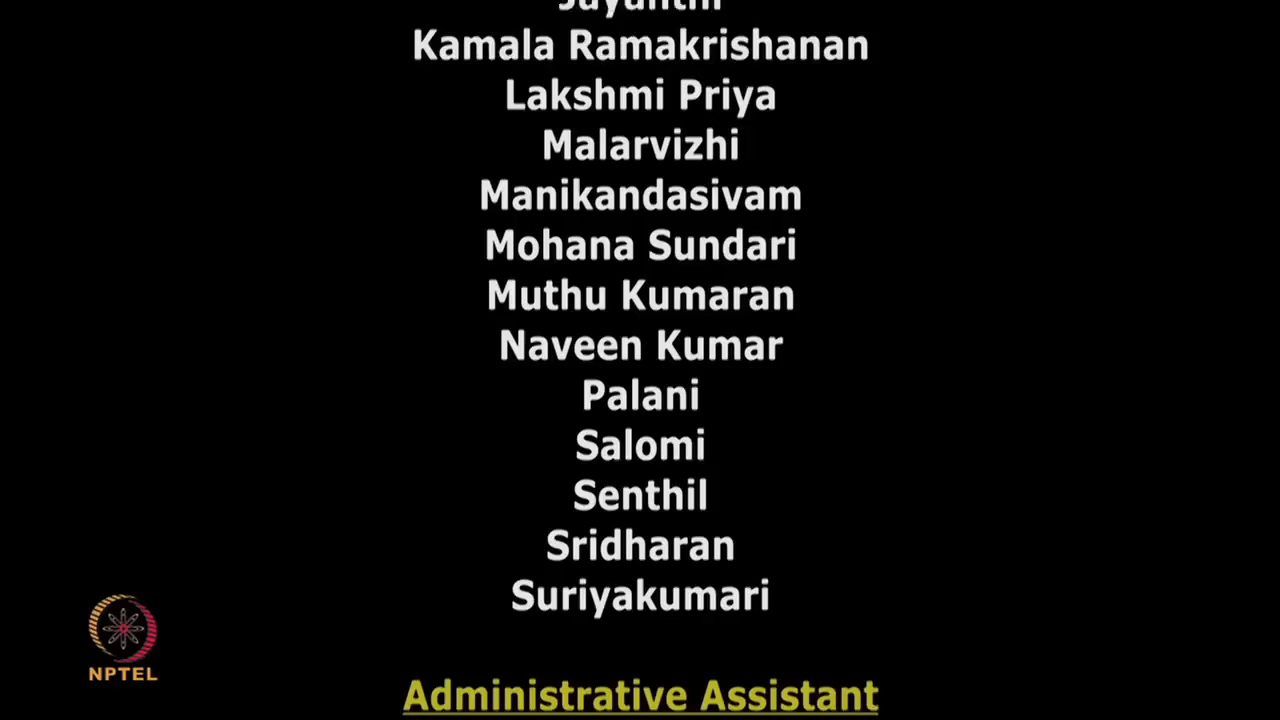 Kamala Ramakrishanan
Lakshmi Priya
Malarvizhi
Manikandasivam
Mohana Sundari
Muthu Kumaran
Naveen Kumar
Palani
Salomi
Senthil
Sridharan
Suriyakumari
NPTEL
Administrative Assistant